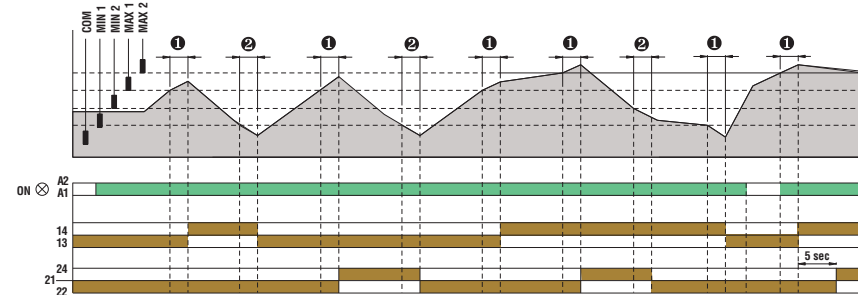 COM
MIN 1
MIN 2
MAX 1
MAX 2
❶ ❷ ❶ ❷ ❶ ❶ ❷ ❶ ❶
ON A2
A1
14
13
5 sec
24
21
22